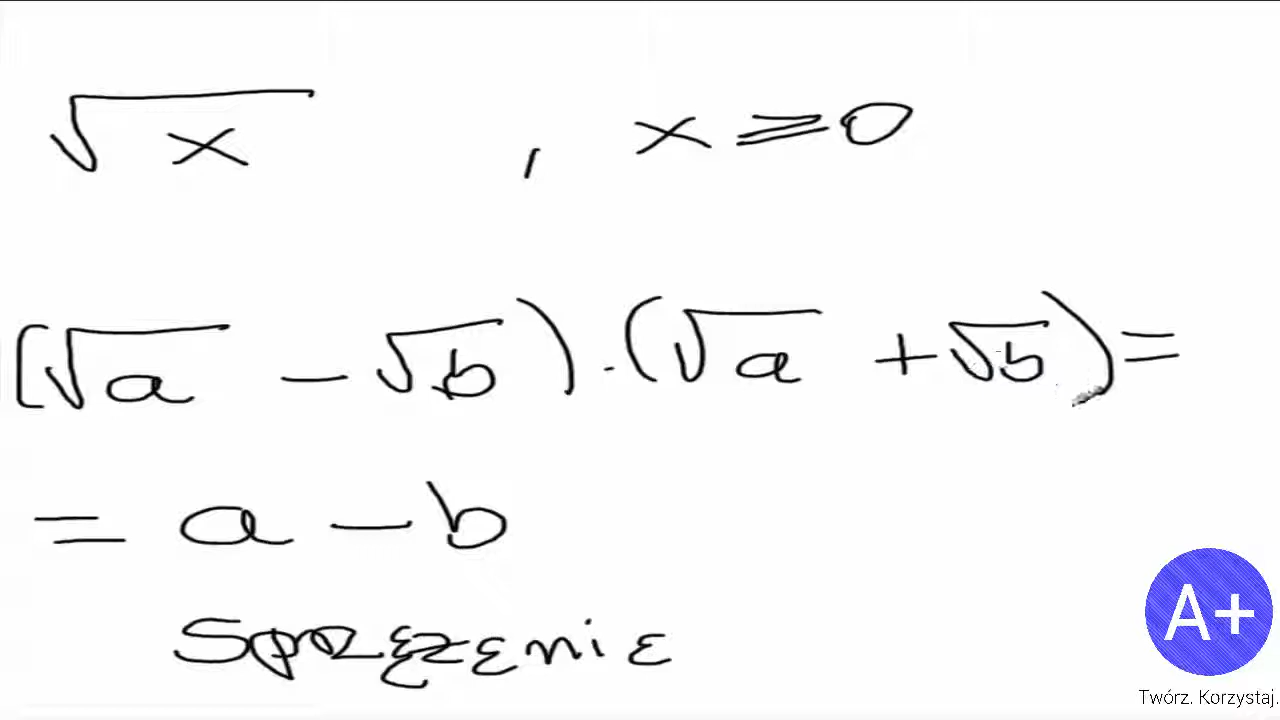 √x , x ⩾ 0
(√a − √b) · (√a + √b) =
= a − b
Sprzężenie
A+
Twórz. Korzystaj.